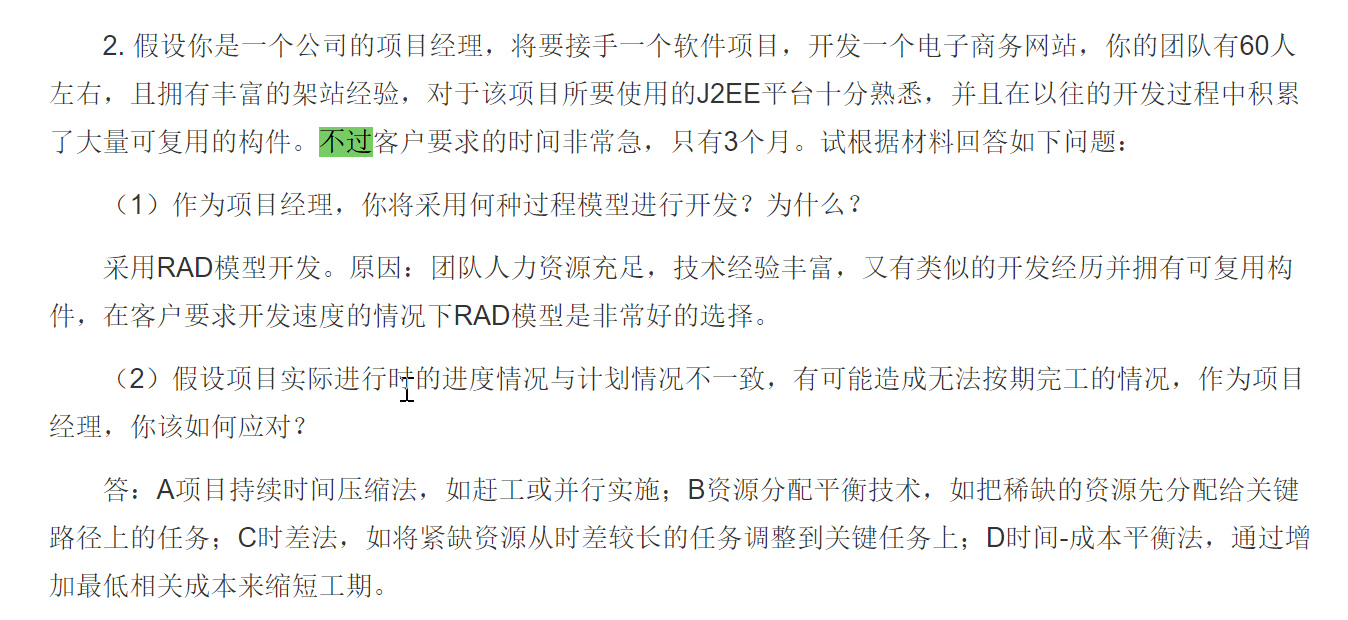 2. 假设你是一个公司的项目经理，将要接手一个软件项目，开发一个电子商务网站，你的团队有60人
左右，且拥有丰富的架站经验，对于该项目所要使用的J2EE平台十分熟悉，并且在以往的开发过程中积累
了大量可复用的构件。不过客户要求的时间非常急，只有3个月。试根据材料回答如下问题：
（1）作为项目经理，你将采用何种过程模型进行开发？为什么？
采用RAD模型开发。原因：团队人力资源充足，技术经验丰富，又有类似的开发经历并拥有可复用构
件，在客户要求开发速度的情况下RAD模型是非常好的选择。
（2）假设项目实际进行时的进度情况与计划情况不一致，有可能造成无法按期完工的情况，作为项目
经理，你该如何应对？
答：A项目持续时间压缩法，如赶工或并行实施；B资源分配平衡技术，如把稀缺的资源先分配给关键
路径上的任务；C时差法，如将紧缺资源从时差较长的任务调整到关键任务上；D时间-成本平衡法，通过增
加最低相关成本来缩短工期。